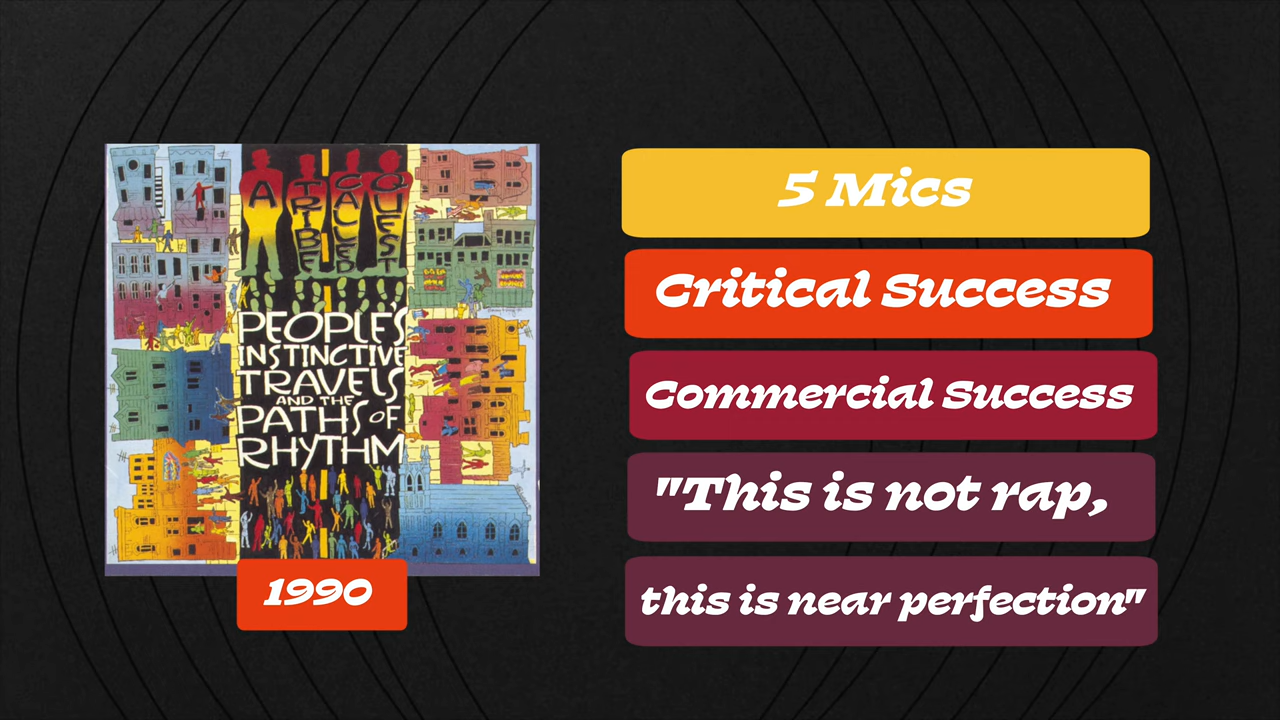 A TRIBE CALLED QUEST
PEOPLE'S
INSTINCTIVE
TRAVELS
AND THE
PATHS OF
RHYTHM
1990
5 Mics
Critical Success
Commercial Success
"This is not rap,
this is near perfection"